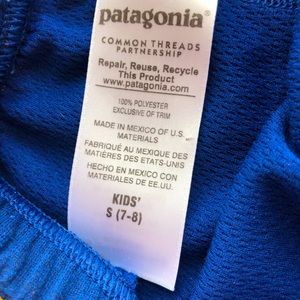 patagonia®
COMMON THREADS
PARTNERSHIP
Repair, Reuse, Recycle
This Product
www.patagonia.com
100% POLYESTER
EXCLUSIVE OF TRIM
MADE IN MEXICO OF U.S.
MATERIALS
FABRIQUÉ AU MEXIQUE DES
MATIÈRES DES ETATS-UNIS
HECHO EN MEXICO CON
MATERIALES DE EE.UU.
KIDS'
S (7-8)